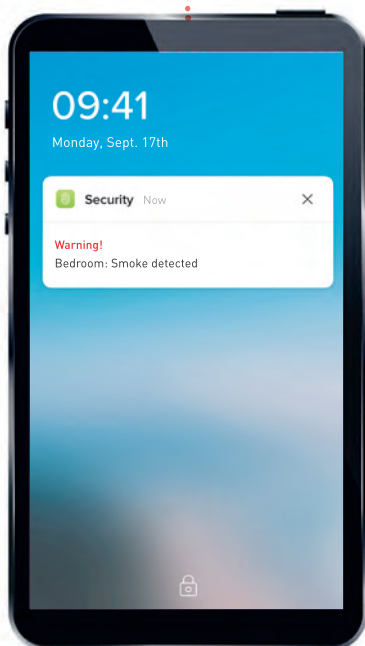 09:41
Monday, Sept. 17th
Security Now
Warning!
Bedroom: Smoke detected